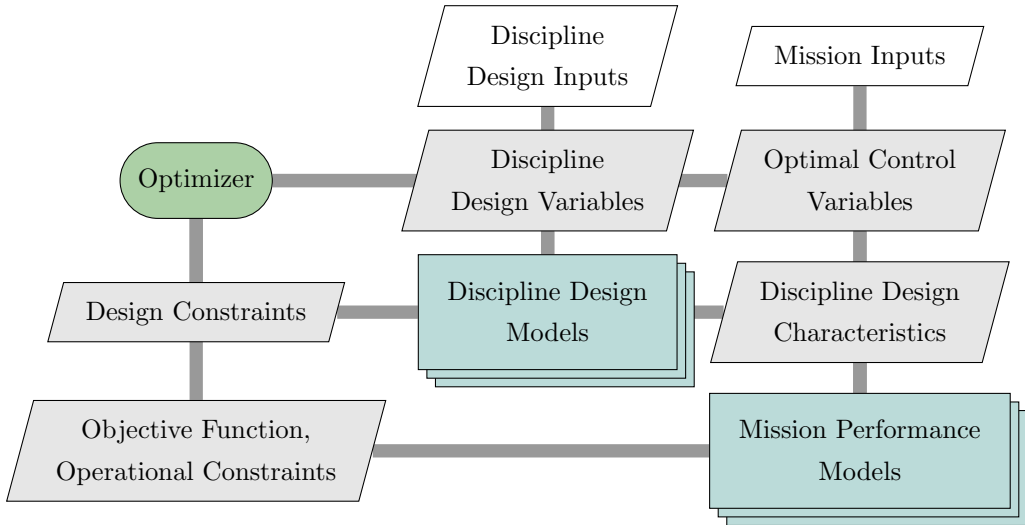 Discipline
Design Inputs
Mission Inputs
Optimizer
Discipline
Design Variables
Optimal Control
Variables
Design Constraints
Discipline Design
Models
Discipline Design
Characteristics
Objective Function,
Operational Constraints
Mission Performance
Models